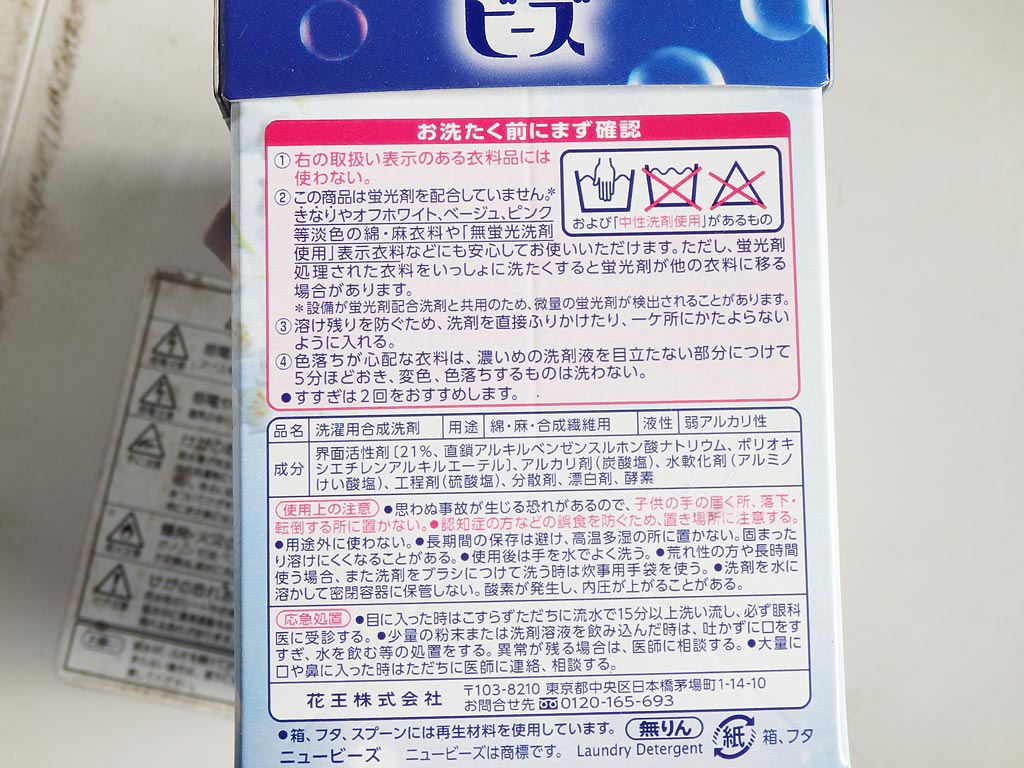 ビーズ
お洗たく前にまず確認
① 右の取扱い表示のある衣料品には
使わない。
および「中性洗剤使用」があるもの
② この商品は蛍光剤を配合していません。*
きなりやオフホワイト、ベージュ、ピンク
等淡色の綿・麻衣料や「無蛍光洗剤
使用」表示衣料などにも安心してお使いいただけます。ただし、蛍光剤
処理された衣料をいっしょに洗たくすると蛍光剤が他の衣料に移る
場合があります。
*設備が蛍光剤配合洗剤と共用のため、微量の蛍光剤が検出されることがあります。
③ 溶け残りを防ぐため、洗剤を直接ふりかけたり、一ケ所にかたよらない
ように入れる。
④ 色落ちが心配な衣料は、濃いめの洗剤液を目立たない部分につけて
5分ほどおき、変色、色落ちするものは洗わない。
●すすぎは2回をおすすめします。
品名 洗濯用合成洗剤 用途 綿・麻・合成繊維用 液性 弱アルカリ性
成分 界面活性剤〔21%、直鎖アルキルベンゼンスルホン酸ナトリウム、ポリオキ
シエチレンアルキルエーテル〕、アルカリ剤(炭酸塩)、水軟化剤(アルミノ
けい酸塩)、工程剤(硫酸塩)、分散剤、漂白剤、酵素
使用上の注意 ●思わぬ事故が生じる恐れがあるので、子供の手の届く所、落下・
転倒する所に置かない。●認知症の方などの誤食を防ぐため、置き場所に注意する。
●用途外に使わない。●長期間の保存は避け、高温多湿の所に置かない。固まった
り溶けにくくなることがある。●使用後は手を水でよく洗う。●荒れ性の方や長時間
使う場合、また洗剤をブラシにつけて洗う時は炊事用手袋を使う。●洗剤を水に
溶かして密閉容器に保管しない。酸素が発生し、内圧が上がることがある。
応急処置 ●目に入った時はこすらずただちに流水で15分以上洗い流し、必ず眼科
医に受診する。●少量の粉末または洗剤溶液を飲み込んだ時は、吐かずに口をす
すぎ、水を飲む等の処置をする。異常が残る場合は、医師に相談する。●大量に
口や鼻に入った時はただちに医師に連絡、相談する。
花王株式会社 〒103-8210 東京都中央区日本橋茅場町1-14-10
お問合せ先 0120-165-693
●箱、フタ、スプーンには再生材料を使用しています。 無りん 紙 箱、フタ
ニュービーズ ニュービーズは商標です。 Laundry Detergent